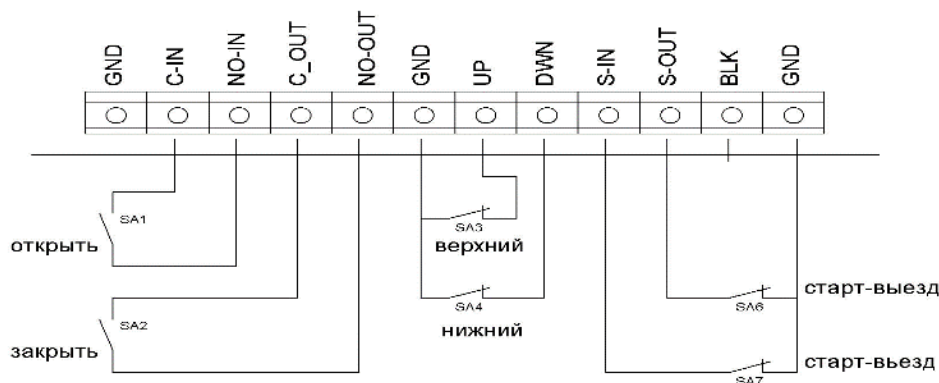 GND C-IN NO-IN C_OUT NO-OUT GND UP DWN S-IN S-OUT BLK GND
SA1
открыть
SA3
верхний
SA4
нижний
SA2
закрыть
SA6
старт-выезд
SA7
старт-вьезд